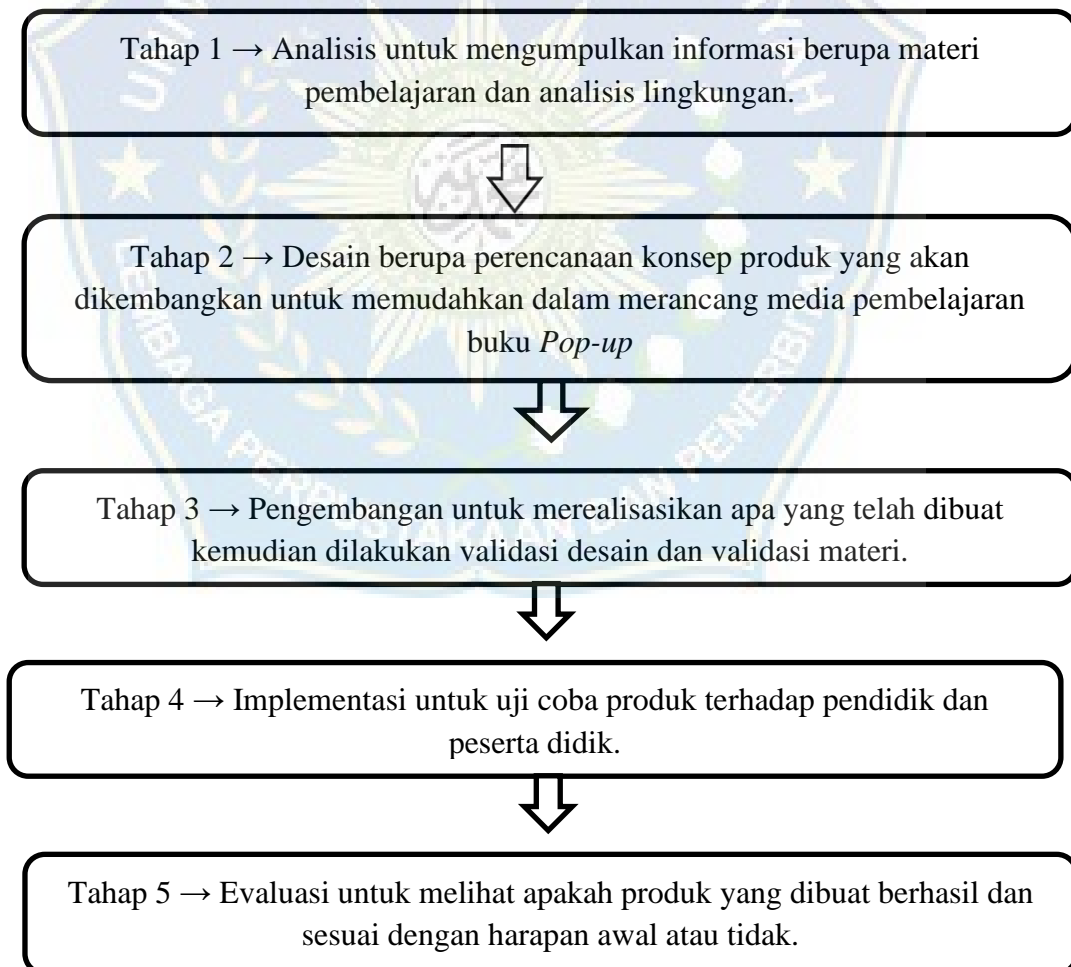 Tahap 1 → Analisis untuk mengumpulkan informasi berupa materi
pembelajaran dan analisis lingkungan.
Tahap 2 → Desain berupa perencanaan konsep produk yang akan
dikembangkan untuk memudahkan dalam merancang media pembelajaran
buku Pop-up
Tahap 3 → Pengembangan untuk merealisasikan apa yang telah dibuat
kemudian dilakukan validasi desain dan validasi materi.
Tahap 4 → Implementasi untuk uji coba produk terhadap pendidik dan
peserta didik.
Tahap 5 → Evaluasi untuk melihat apakah produk yang dibuat berhasil dan
sesuai dengan harapan awal atau tidak.